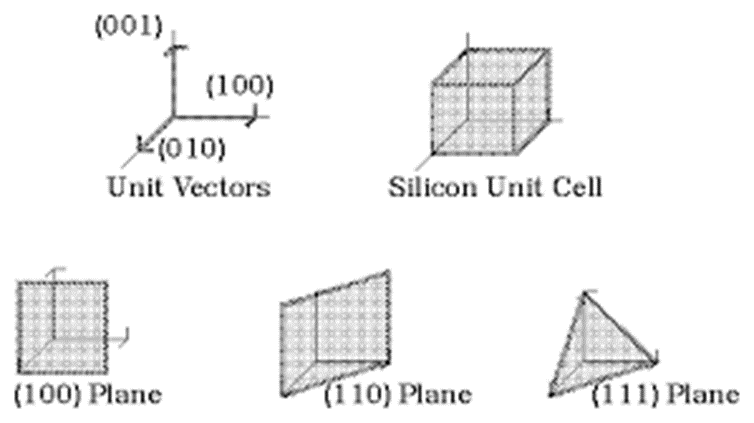 (001)
(100)
(010)
Unit Vectors
Silicon Unit Cell
(100) Plane
(110) Plane
(111) Plane